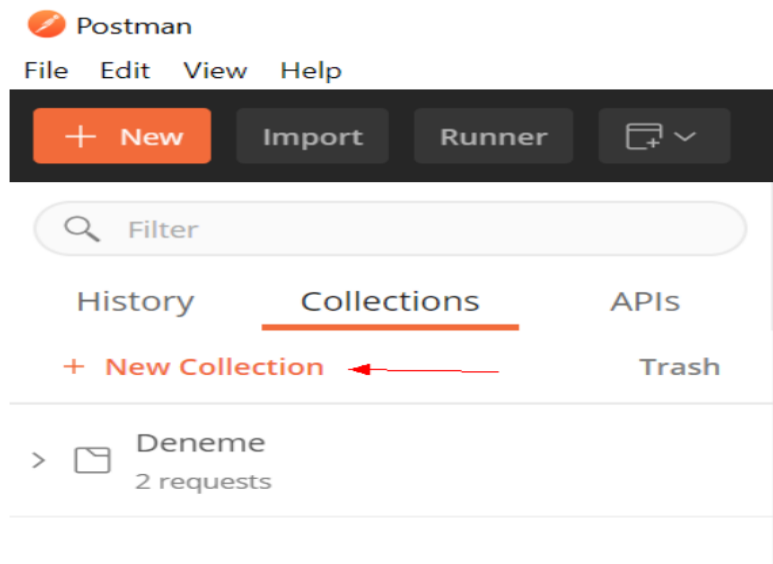 Postman
File Edit View Help
+ New Import Runner
Filter
History Collections APIs
+ New Collection Trash
Deneme
2 requests